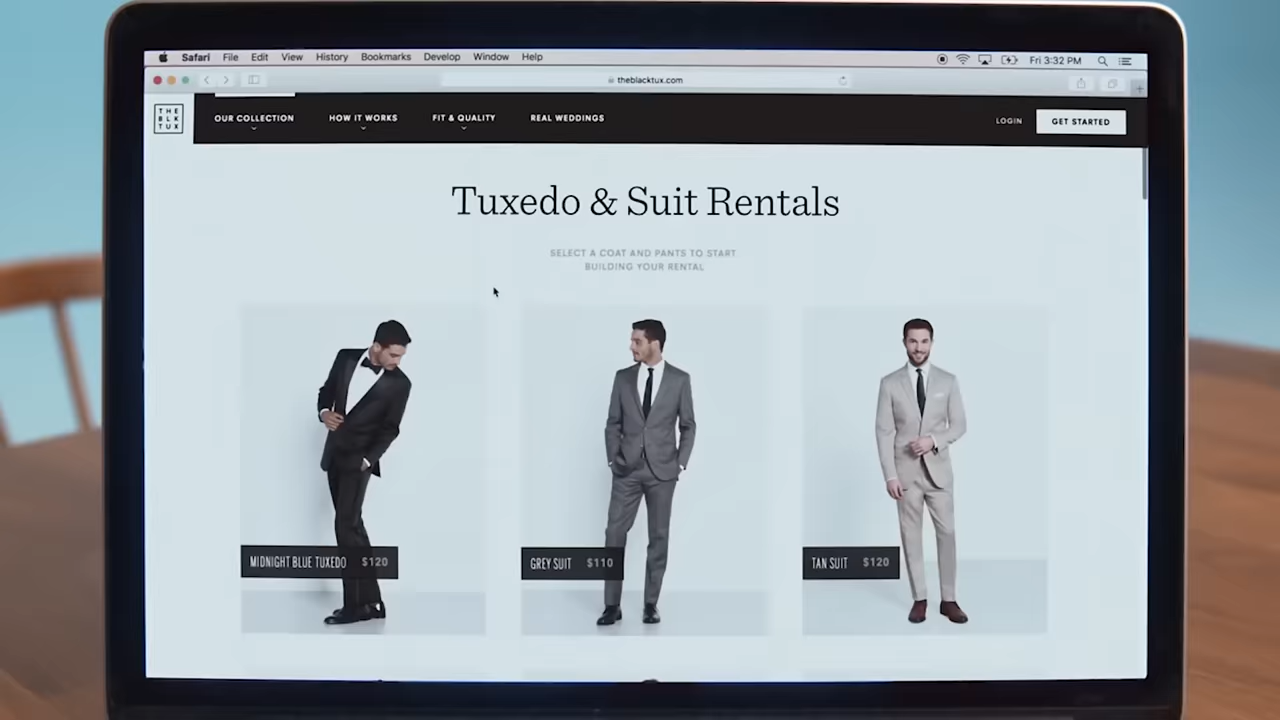 Safari File Edit View History Bookmarks Develop Window Help Fri 3:32 PM
theblacktux.com
THE
BLK
TUX
OUR COLLECTION HOW IT WORKS FIT & QUALITY REAL WEDDINGS LOGIN GET STARTED
Tuxedo & Suit Rentals
SELECT A COAT AND PANTS TO START
BUILDING YOUR RENTAL
MIDNIGHT BLUE TUXEDO $120
GREY SUIT $110
TAN SUIT $120